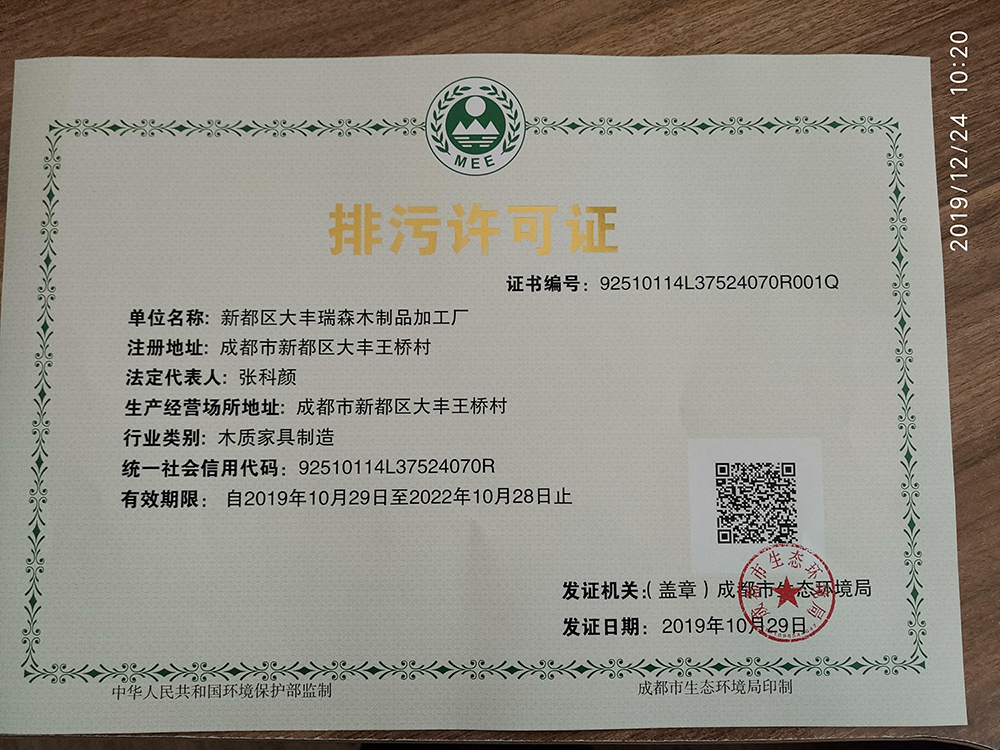 2019/12/24 10:20
MEE
排污许可证
证书编号：92510114L37524070R001Q
单位名称：新都区大丰瑞森木制品加工厂
注册地址：成都市新都区大丰王桥村
法定代表人：张科颜
生产经营场所地址：成都市新都区大丰王桥村
行业类别：木质家具制造
统一社会信用代码：92510114L37524070R
有效期限：自2019年10月29日至2022年10月28日止
发证机关：（盖章）成都市生态环境局
成都市生态环境局
发证日期：2019年10月29日
中华人民共和国环境保护部监制
成都市生态环境局印制